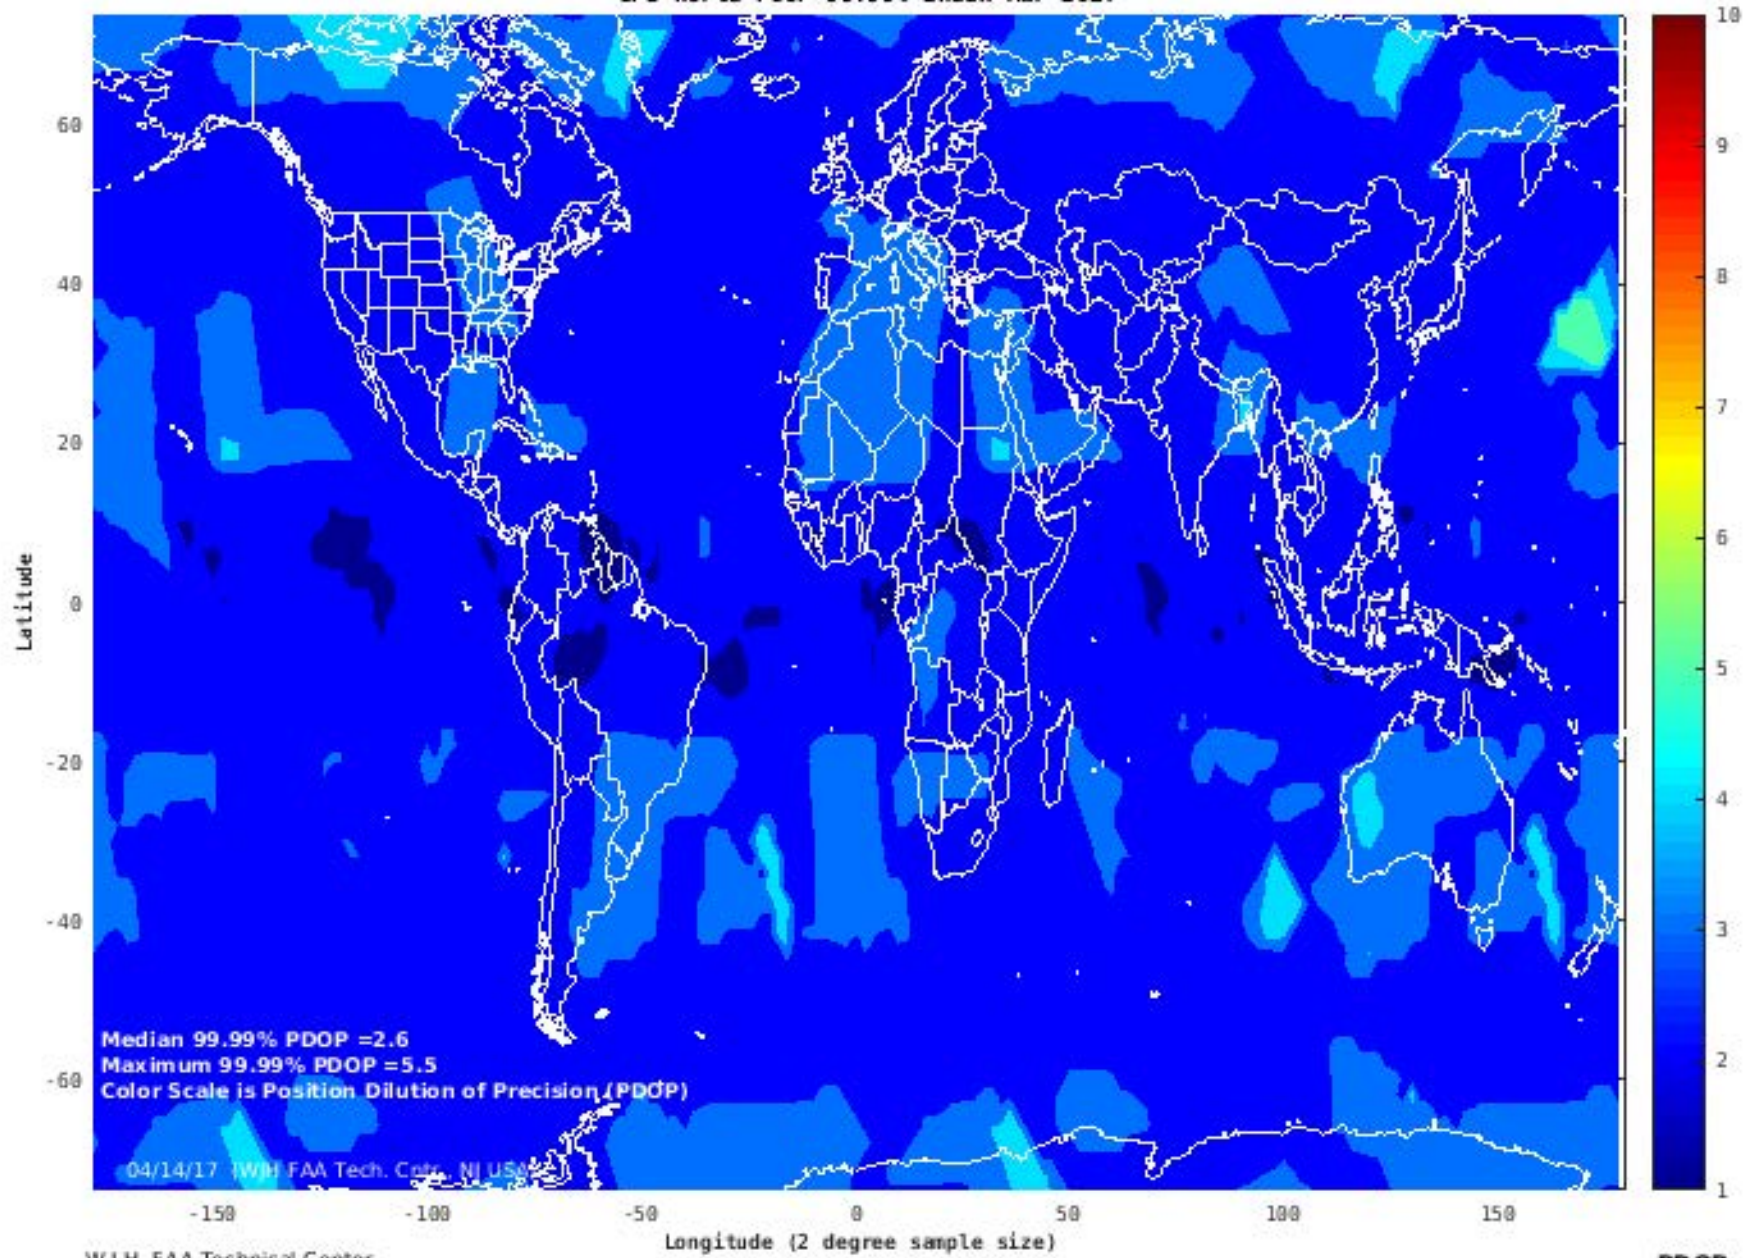 60
40
20
0
-20
-40
-60
Latitude
Median 99.99% PDOP =2.6
Maximum 99.99% PDOP =5.5
Color Scale is Position Dilution of Precision (PDOP)
04/14/17 WJH FAA Tech. Cntr. NJ USA
-150 -100 -50 0 50 100 150
Longitude (2 degree sample size)
10
9
8
7
6
5
4
3
2
1